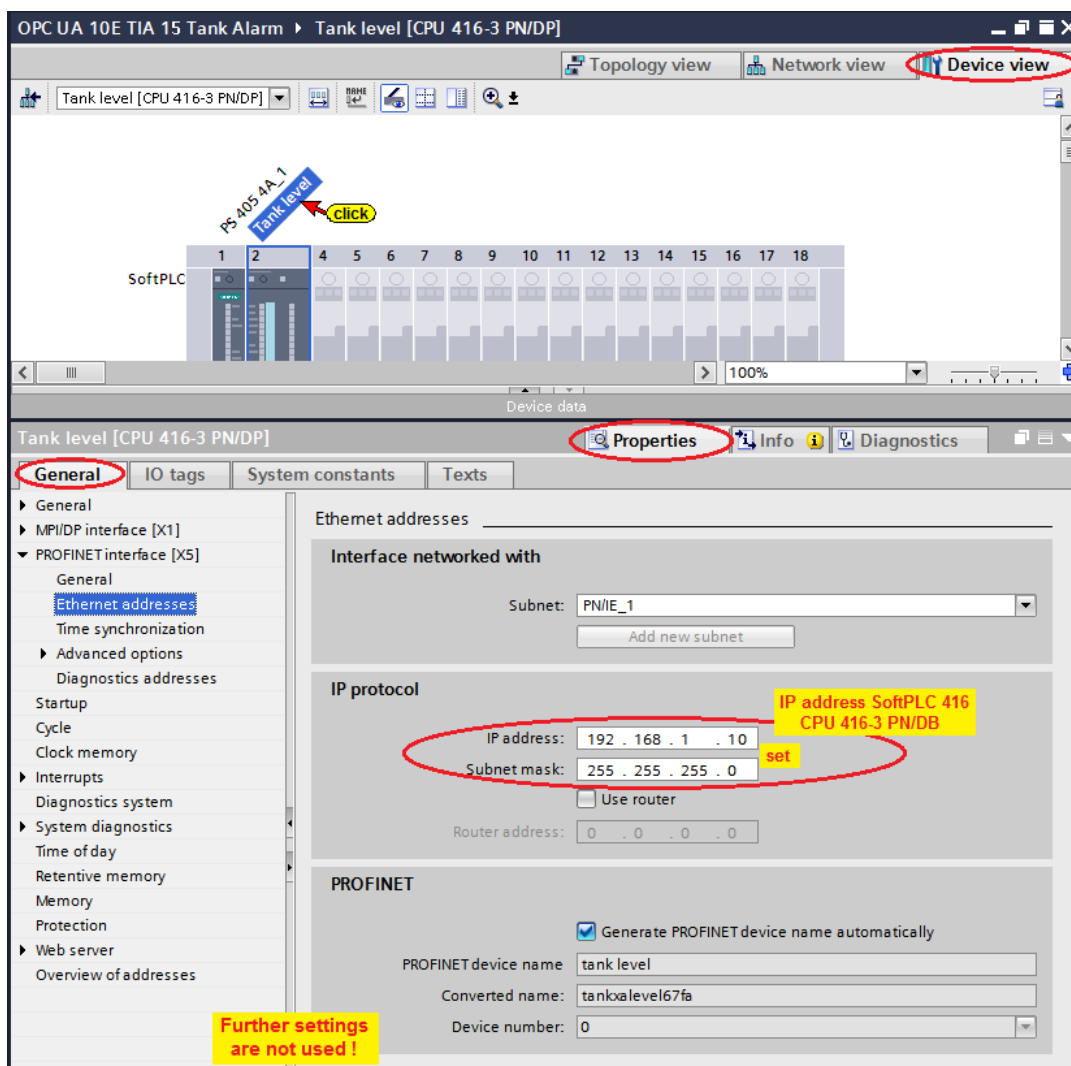 OPC UA 10E TIA 15 Tank Alarm ▸ Tank level [CPU 416-3 PN/DP]
Topology view Network view Device view
Tank level [CPU 416-3 PN/DP]
PS 405 4A_1
Tank level
click
1 2 4 5 6 7 8 9 10 11 12 13 14 15 16 17 18
SoftPLC
100%
Device data
Tank level [CPU 416-3 PN/DP]
Properties Info Diagnostics
General IO tags System constants Texts
General
MPI/DP interface [X1]
PROFINET interface [X5]
General
Ethernet addresses
Time synchronization
Advanced options
Diagnostics addresses
Startup
Cycle
Clock memory
Interrupts
Diagnostics system
System diagnostics
Time of day
Retentive memory
Memory
Protection
Web server
Overview of addresses
Further settings
are not used !
Ethernet addresses
Interface networked with
Subnet: PN/IE_1
Add new subnet
IP protocol
IP address SoftPLC 416
CPU 416-3 PN/DB
IP address: 192 . 168 . 1 . 10
set
Subnet mask: 255 . 255 . 255 . 0
Use router
Router address: 0 . 0 . 0 . 0
PROFINET
Generate PROFINET device name automatically
PROFINET device name tank level
Converted name: tankxalevel67fa
Device number: 0